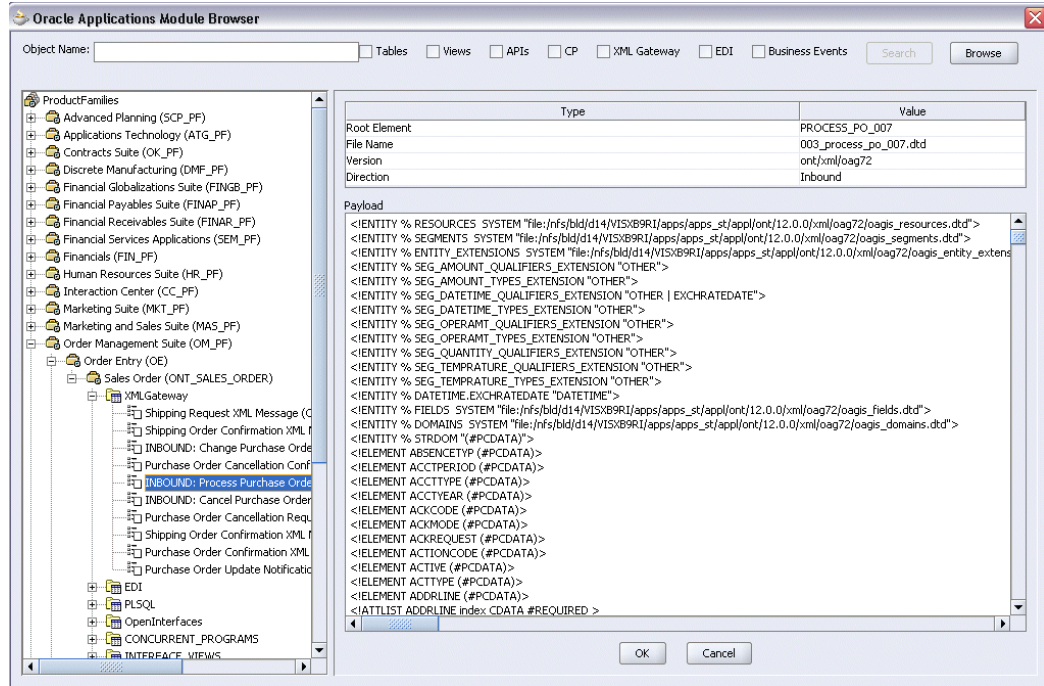 Oracle Applications Module Browser
Object Name: Tables Views APIs CP XML Gateway EDI Business Events Search Browse
ProductFamilies
Advanced Planning (SCP_PF)
Applications Technology (ATG_PF)
Contracts Suite (OK_PF)
Discrete Manufacturing (DMF_PF)
Financial Globalizations Suite (FINGB_PF)
Financial Payables Suite (FINAP_PF)
Financial Receivables Suite (FINAR_PF)
Financial Services Applications (SEM_PF)
Financials (FIN_PF)
Human Resources Suite (HR_PF)
Interaction Center (CC_PF)
Marketing Suite (MKT_PF)
Marketing and Sales Suite (MAS_PF)
Order Management Suite (OM_PF)
Order Entry (OE)
Sales Order (ONT_SALES_ORDER)
XMLGateway
Shipping Request XML Message (C
Shipping Order Confirmation XML M
INBOUND: Change Purchase Orde
Purchase Order Cancellation Conf
INBOUND: Process Purchase Orde
INBOUND: Cancel Purchase Order
Purchase Order Cancellation Requ
Shipping Order Confirmation XML M
Purchase Order Confirmation XML
Purchase Order Update Notificatio
EDI
PLSQL
OpenInterfaces
CONCURRENT_PROGRAMS
INTERFACE_VIEWS
Type Value
Root Element PROCESS_PO_007
File Name 003_process_po_007.dtd
Version ont/xml/oag72
Direction Inbound
Payload
<!ENTITY % RESOURCES SYSTEM "file:/nfs/bld/d14/VISXB9RI/apps/apps_st/appl/ont/12.0.0/xml/oag72/oagis_resources.dtd">
<!ENTITY % SEGMENTS SYSTEM "file:/nfs/bld/d14/VISXB9RI/apps/apps_st/appl/ont/12.0.0/xml/oag72/oagis_segments.dtd">
<!ENTITY % ENTITY_EXTENSIONS SYSTEM "file:/nfs/bld/d14/VISXB9RI/apps/apps_st/appl/ont/12.0.0/xml/oag72/oagis_entity_extens
<!ENTITY % SEG_AMOUNT_QUALIFIERS_EXTENSION "OTHER">
<!ENTITY % SEG_AMOUNT_TYPES_EXTENSION "OTHER">
<!ENTITY % SEG_DATETIME_QUALIFIERS_EXTENSION "OTHER | EXCHRATEDATE">
<!ENTITY % SEG_DATETIME_TYPES_EXTENSION "OTHER">
<!ENTITY % SEG_OPERAMT_QUALIFIERS_EXTENSION "OTHER">
<!ENTITY % SEG_OPERAMT_TYPES_EXTENSION "OTHER">
<!ENTITY % SEG_QUANTITY_QUALIFIERS_EXTENSION "OTHER">
<!ENTITY % SEG_TEMPRATURE_QUALIFIERS_EXTENSION "OTHER">
<!ENTITY % SEG_TEMPRATURE_TYPES_EXTENSION "OTHER">
<!ENTITY % DATETIME.EXCHRATEDATE "DATETIME">
<!ENTITY % FIELDS SYSTEM "file:/nfs/bld/d14/VISXB9RI/apps/apps_st/appl/ont/12.0.0/xml/oag72/oagis_fields.dtd">
<!ENTITY % DOMAINS SYSTEM "file:/nfs/bld/d14/VISXB9RI/apps/apps_st/appl/ont/12.0.0/xml/oag72/oagis_domains.dtd">
<!ENTITY % STRDOM "(#PCDATA)">
<!ELEMENT ABSENCETYP (#PCDATA)>
<!ELEMENT ACCTPERIOD (#PCDATA)>
<!ELEMENT ACCTTYPE (#PCDATA)>
<!ELEMENT ACCTYEAR (#PCDATA)>
<!ELEMENT ACKCODE (#PCDATA)>
<!ELEMENT ACKMODE (#PCDATA)>
<!ELEMENT ACKREQUEST (#PCDATA)>
<!ELEMENT ACTIONCODE (#PCDATA)>
<!ELEMENT ACTIVE (#PCDATA)>
<!ELEMENT ACTTYPE (#PCDATA)>
<!ELEMENT ADDRLINE (#PCDATA)>
<!ATTLIST ADDRLINE index CDATA #REQUIRED >
OK Cancel